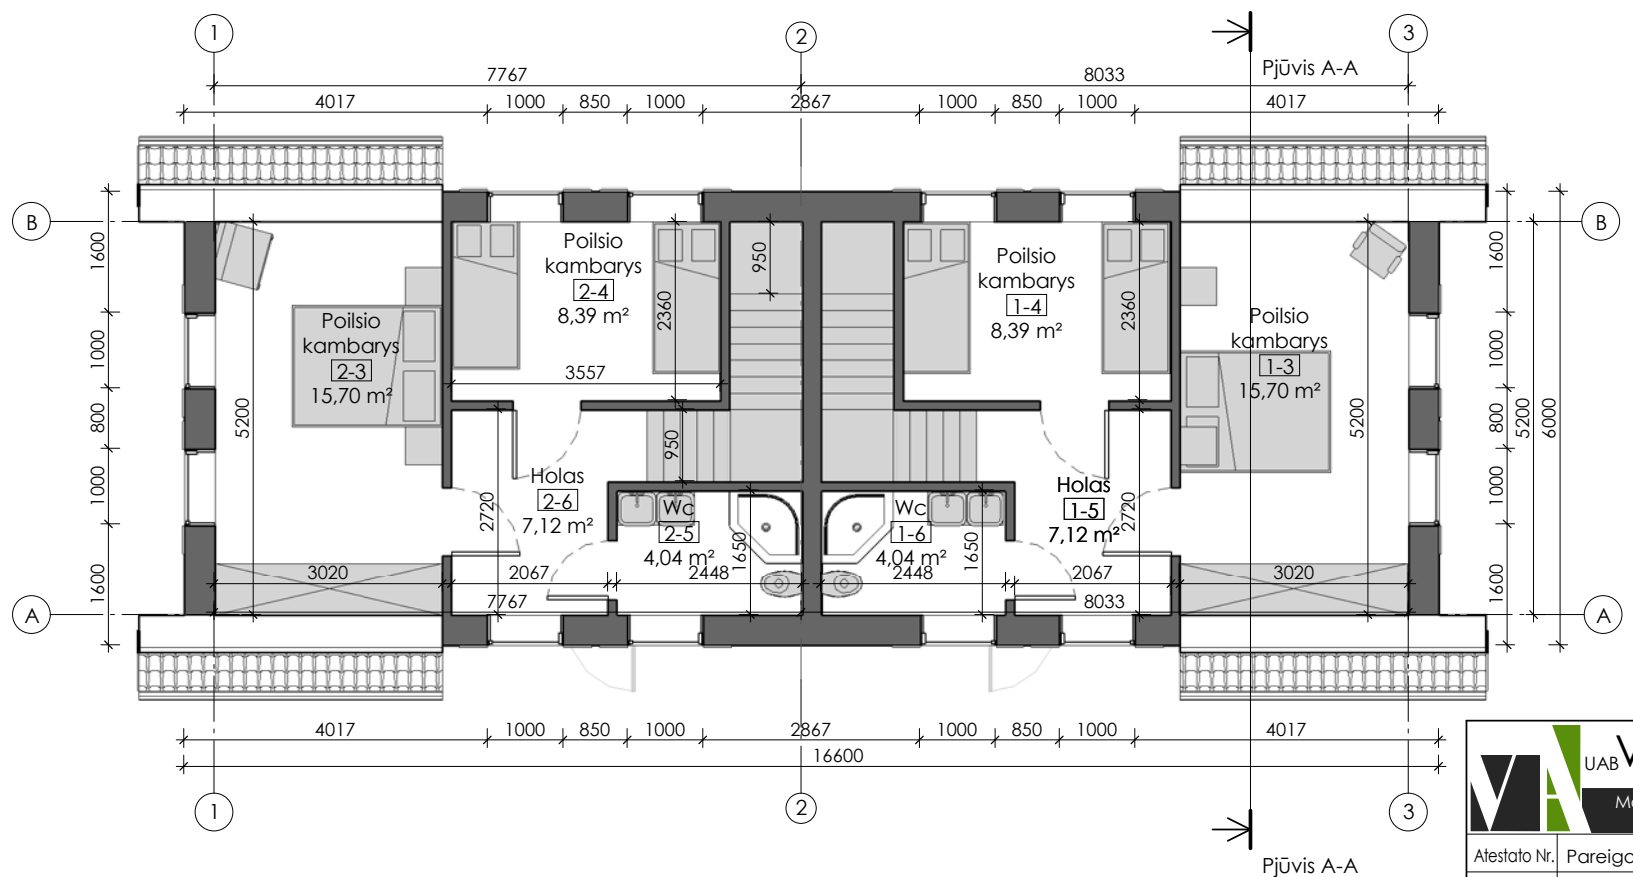 1
2
3
Pjūvis A-A
7767
8033
4017
1000
850
1000
2867
1000
850
1000
4017
B
B
1600
1000
800
1000
1600
5200
Poilsio
kambarys
2-3
15,70 m²
Poilsio
kambarys
2-4
8,39 m²
2360
3557
950
950
Poilsio
kambarys
1-4
8,39 m²
2360
Poilsio
kambarys
1-3
15,70 m²
5200
1600
1000
800
1000
1600
5200
6000
Holas
2-6
7,12 m²
2720
Wc
2-5
4,04 m²
1650
Wc
1-6
4,04 m²
1650
Holas
1-5
7,12 m²
2720
3020
2067
2448
2448
2067
3020
7767
8033
A
A
4017
1000
850
1000
2867
1000
850
1000
4017
16600
1
2
3
Pjūvis A-A
VA
UAB V
Atestato Nr.